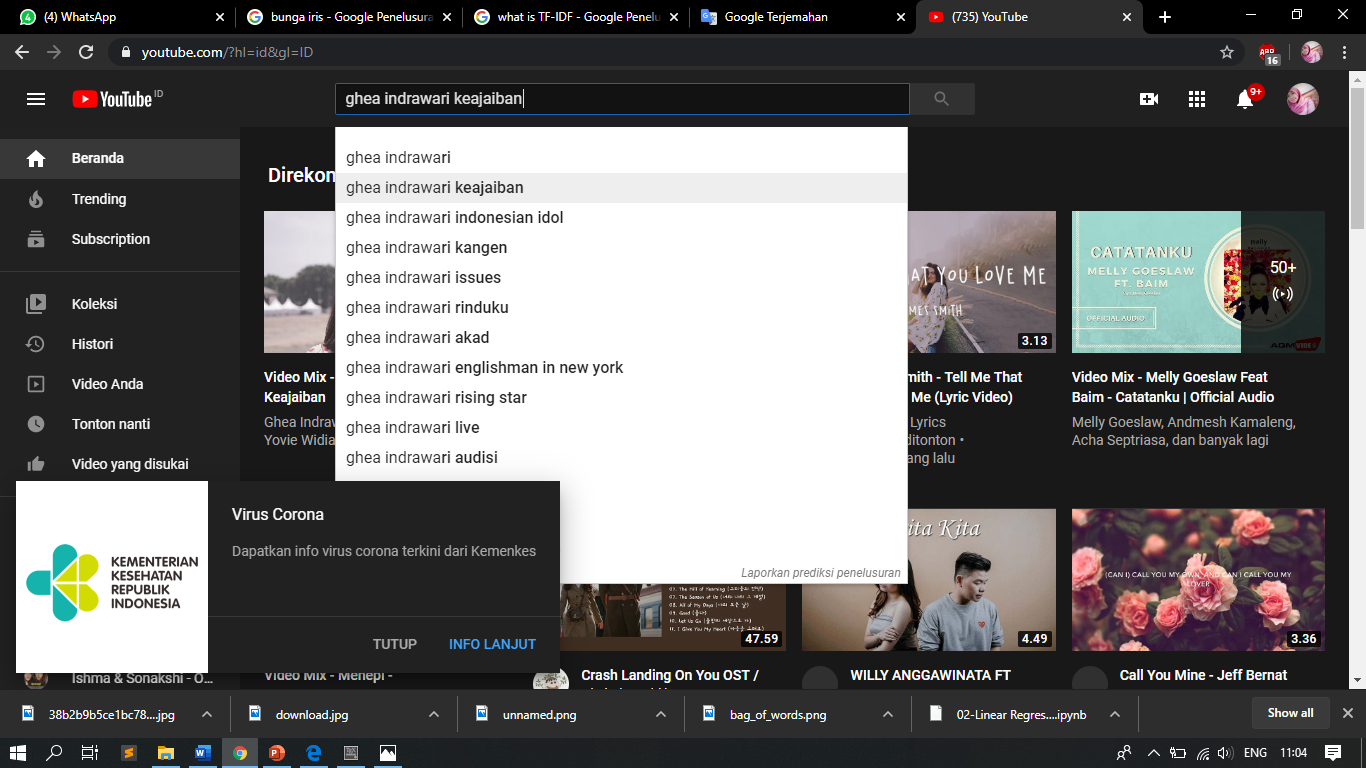 (4) WhatsApp
bunga iris - Google Penelusura
what is TF-IDF - Google Penelu
Google Terjemahan
(735) YouTube
youtube.com/?hl=id&gl=ID
ABP
16
YouTube ID
ghea indrawari keajaiban
9+
Beranda
Trending
Subscription
Koleksi
Histori
Video Anda
Tonton nanti
Video yang disukai
Direkon
ghea indrawari
ghea indrawari keajaiban
ghea indrawari indonesian idol
ghea indrawari kangen
ghea indrawari issues
ghea indrawari rinduku
ghea indrawari akad
ghea indrawari englishman in new york
ghea indrawari rising star
ghea indrawari live
ghea indrawari audisi
Laporkan prediksi penelusuran
Video Mix -
Keajaiban
Ghea Indrawa
Yovie Widia
AT YOU LOVE ME
MES SMITH
3.13
mith - Tell Me That
Me (Lyric Video)
Lyrics
ditonton •
ang lalu
CATATANKU
MELLY GOESLAW
FT. BAIM
OFFICIAL AUDIO
melly
50+
Video Mix - Melly Goeslaw Feat
Baim - Catatanku | Official Audio
Melly Goeslaw, Andmesh Kamaleng,
Acha Septriasa, dan banyak lagi
KEMENTERIAN
KESEHATAN
REPUBLIK
INDONESIA
Virus Corona
Dapatkan info virus corona terkini dari Kemenkes
TUTUP
INFO LANJUT
Ishma & Sonakshi - O...
Video Mix - Menepi -
47.59
Crash Landing On You OST /
ita Kita
4.49
WILLY ANGGAWINATA FT
(CAN I) CALL YOU MY OWN, AND CAN I CALL YOU MY
LOVER
3.36
Call You Mine - Jeff Bernat
38b2b9b5ce1bc78....jpg
download.jpg
unnamed.png
bag_of_words.png
02-Linear Regres....ipynb
Show all
ENG
11:04